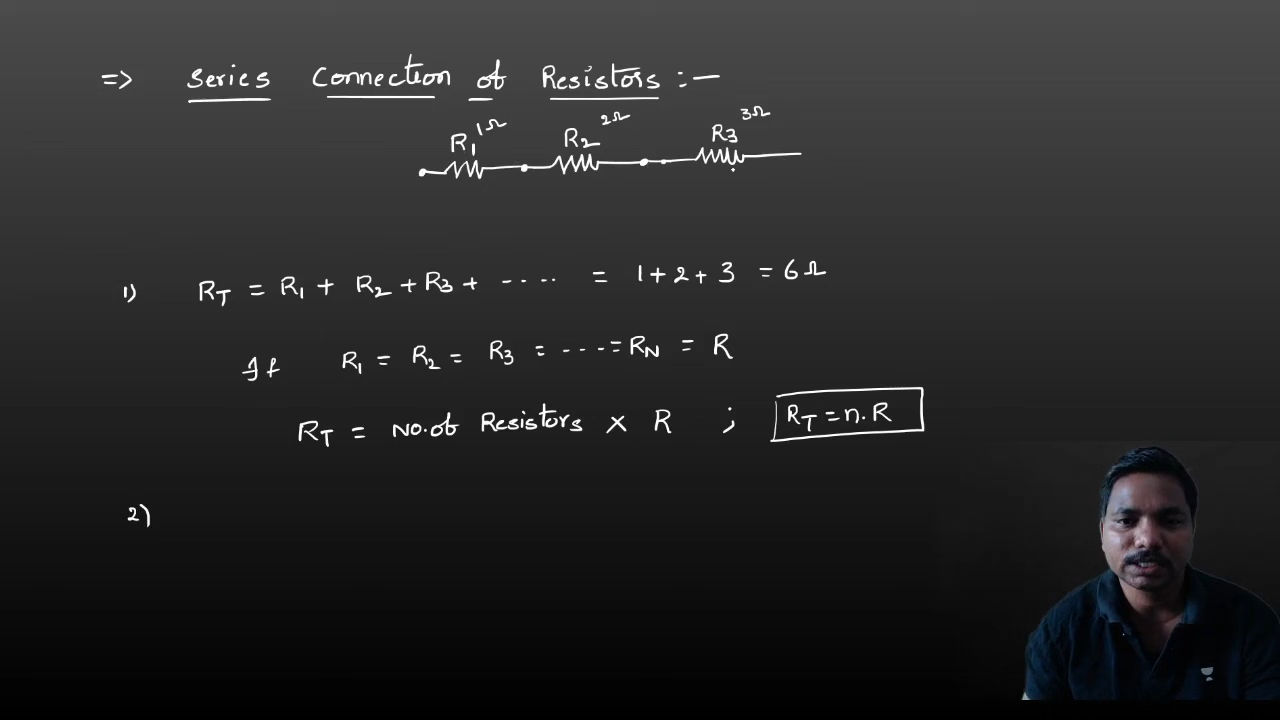 => Series Connection of Resistors :-
R1 1Ω R2 2Ω R3 3Ω
1) RT = R1 + R2 + R3 + ..... = 1 + 2 + 3 = 6Ω
If R1 = R2 = R3 = ..... = RN = R
RT = No. of Resistors × R ; RT = n.R
2)